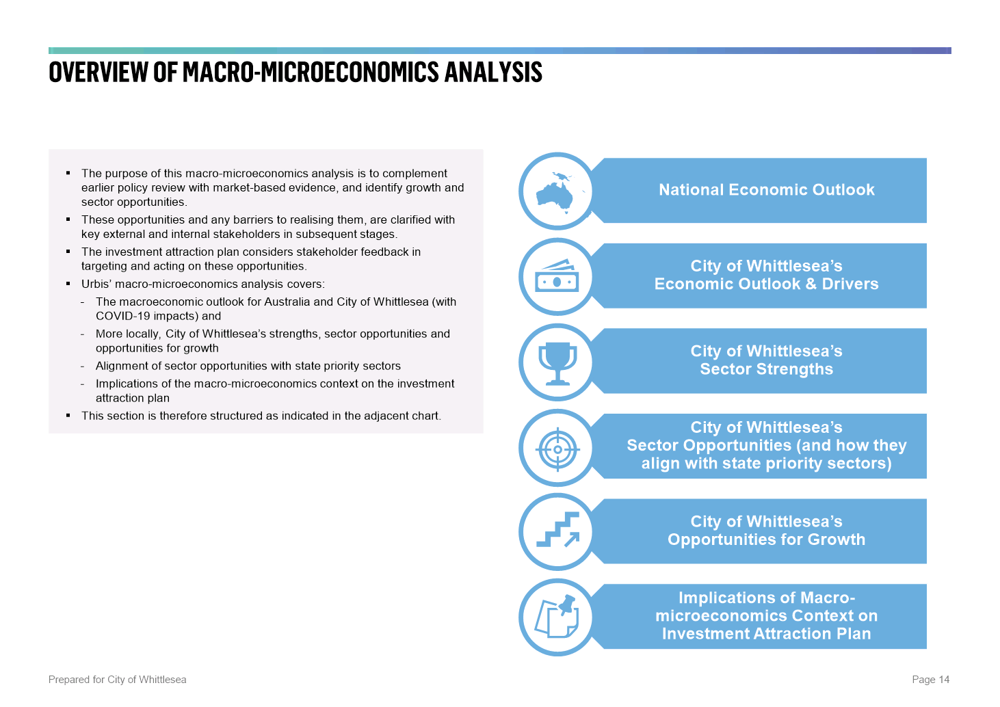 OVERVIEW OF MACRO-MICROECONOMICS ANALYSIS
▪ The purpose of this macro-microeconomics analysis is to complement
earlier policy review with market-based evidence, and identify growth and
sector opportunities.
▪ These opportunities and any barriers to realising them, are clarified with
key external and internal stakeholders in subsequent stages.
▪ The investment attraction plan considers stakeholder feedback in
targeting and acting on these opportunities.
▪ Urbis’ macro-microeconomics analysis covers:
- The macroeconomic outlook for Australia and City of Whittlesea (with
COVID-19 impacts) and
- More locally, City of Whittlesea’s strengths, sector opportunities and
opportunities for growth
- Alignment of sector opportunities with state priority sectors
- Implications of the macro-microeconomics context on the investment
attraction plan
▪ This section is therefore structured as indicated in the adjacent chart.
National Economic Outlook
City of Whittlesea’s
Economic Outlook & Drivers
City of Whittlesea’s
Sector Strengths
City of Whittlesea’s
Sector Opportunities (and how they
align with state priority sectors)
City of Whittlesea’s
Opportunities for Growth
Implications of Macro-
microeconomics Context on
Investment Attraction Plan
Prepared for City of Whittlesea
Page 14